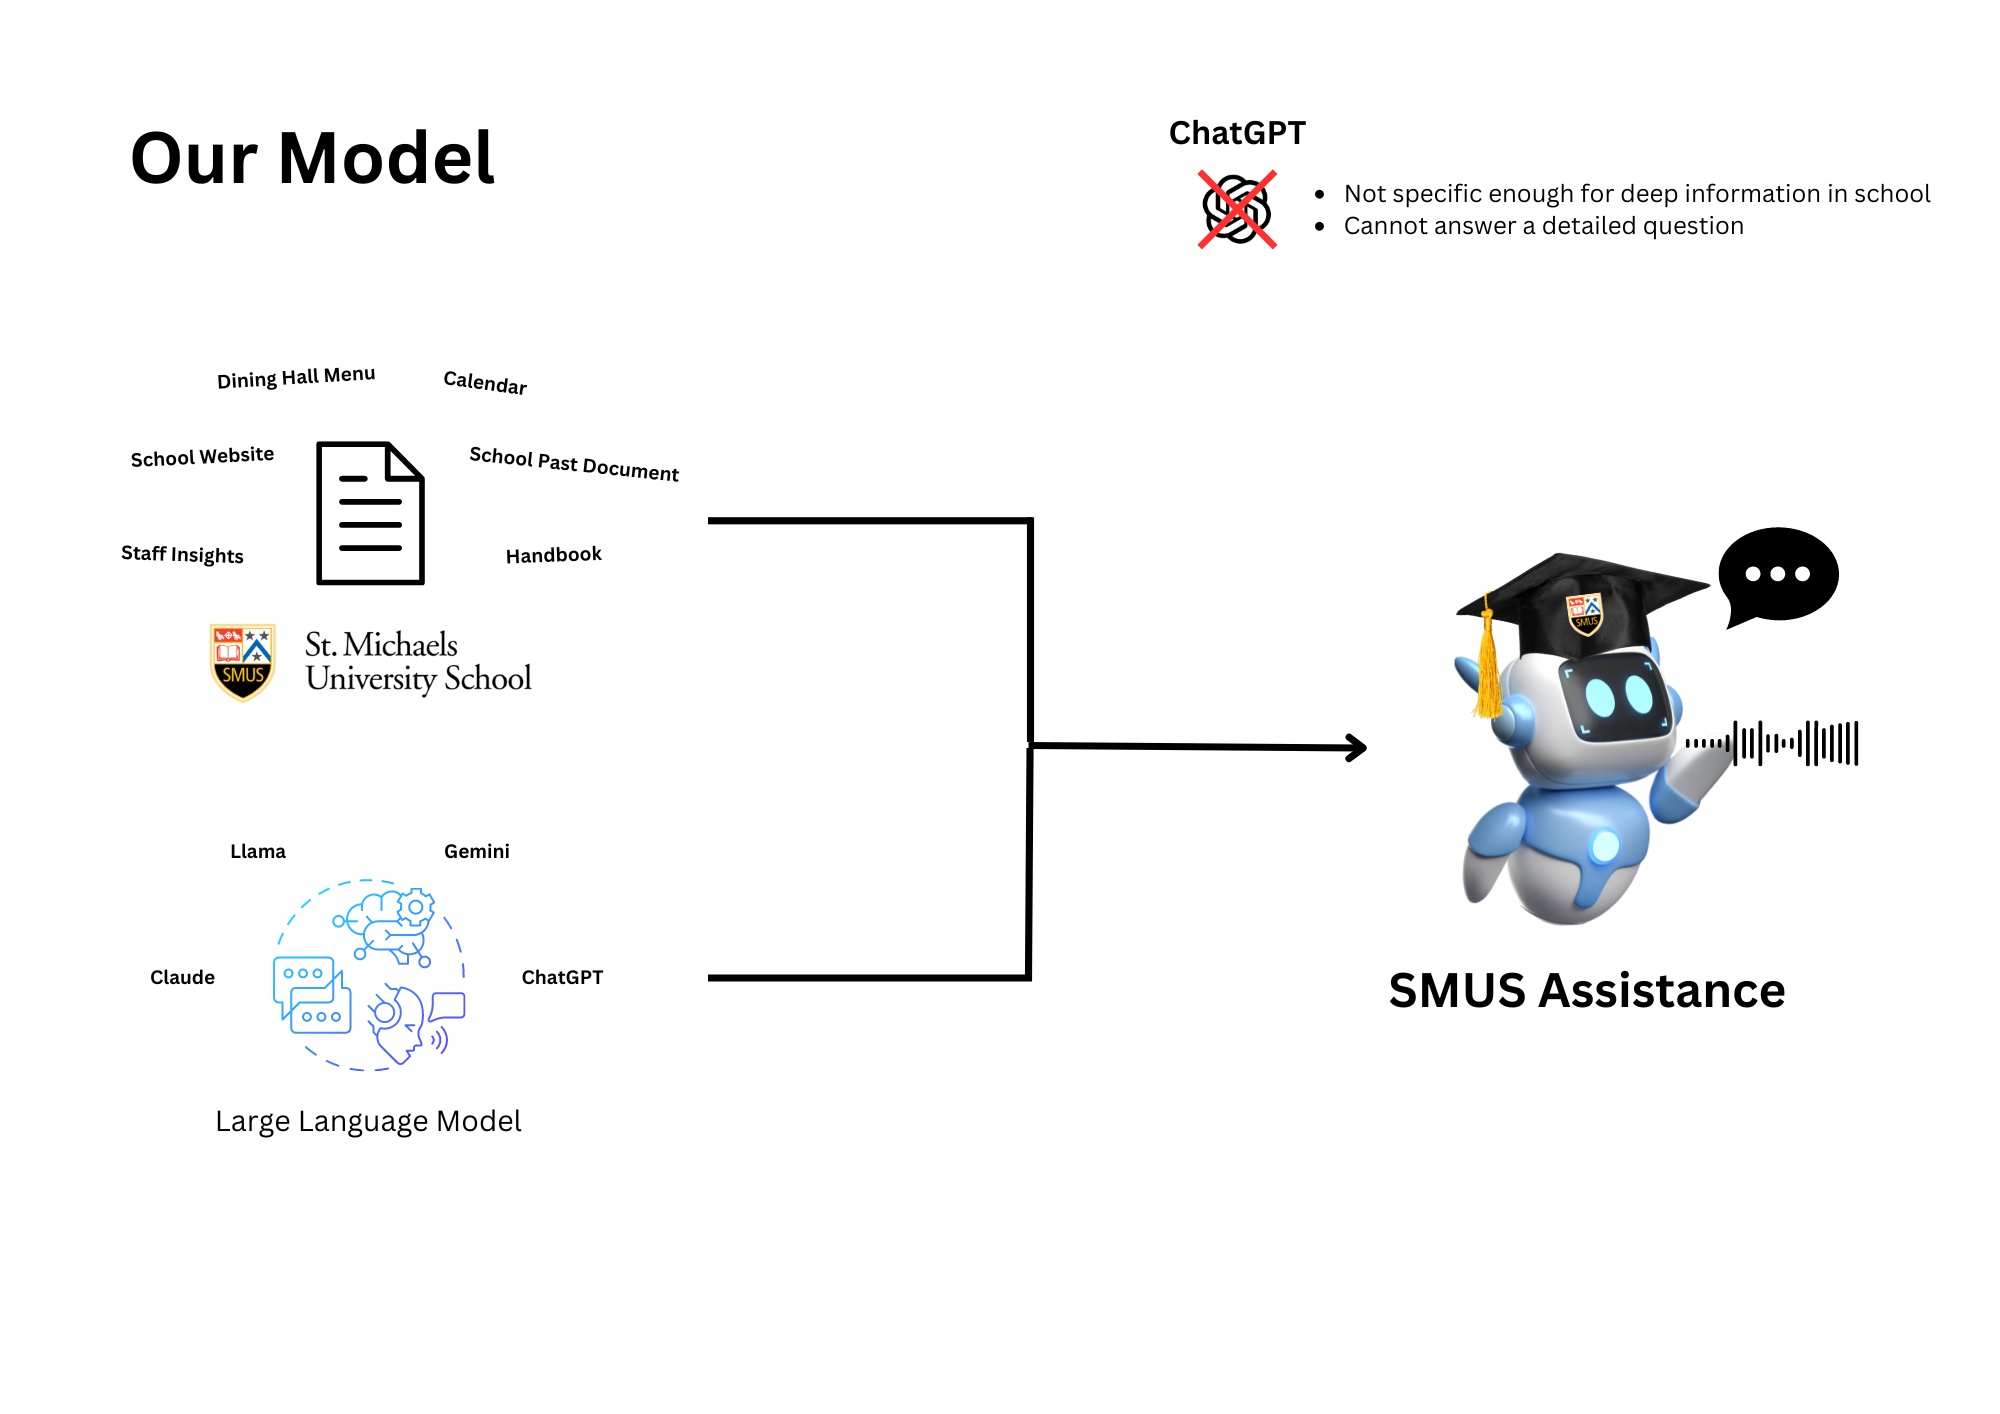 Our Model
ChatGPT
Not specific enough for deep information in school
Cannot answer a detailed question
Dining Hall Menu
Calendar
School Website
School Past Document
Staff Insights
Handbook
SMUS
St. Michaels
University School
SMUS
Llama
Gemini
Claude
ChatGPT
SMUS Assistance
Large Language Model